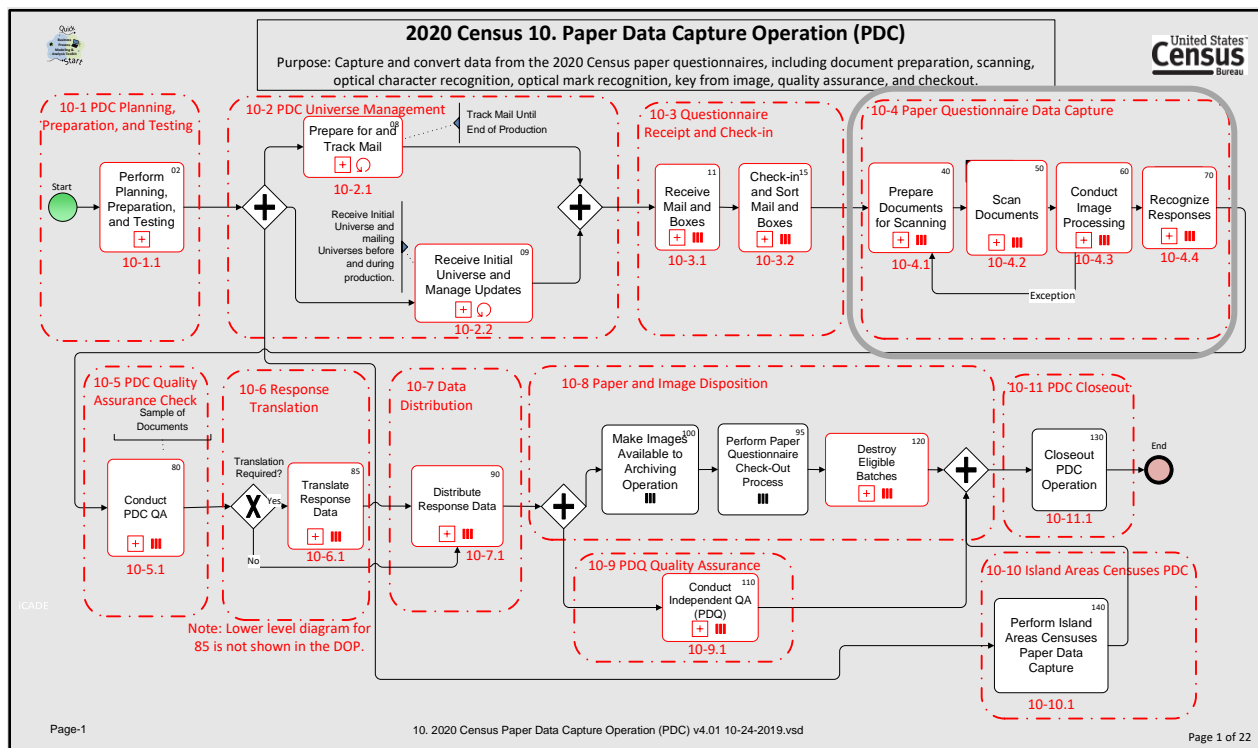 Quick
Business
Process
Modeling &
Analysis Toolkit
Start
2020 Census 10. Paper Data Capture Operation (PDC)
Purpose: Capture and convert data from the 2020 Census paper questionnaires, including document preparation, scanning,
optical character recognition, optical mark recognition, key from image, quality assurance, and checkout.
United States
Census
Bureau
10-1 PDC Planning,
Preparation, and Testing
Start
02
Perform
Planning,
Preparation,
and Testing
10-1.1
10-2 PDC Universe Management
08
Prepare for and
Track Mail
10-2.1
Track Mail Until
End of Production
Receive Initial
Universe and
mailing
Universes before
and during
production.
09
Receive Initial
Universe and
Manage Updates
10-2.2
10-3 Questionnaire
Receipt and Check-in
11
Receive
Mail and
Boxes
10-3.1
15
Check-in
and Sort
Mail and
Boxes
10-3.2
10-4 Paper Questionnaire Data Capture
40
Prepare
Documents
for Scanning
10-4.1
50
Scan
Documents
10-4.2
60
Conduct
Image
Processing
10-4.3
70
Recognize
Responses
10-4.4
Exception
10-5 PDC Quality
Assurance Check
Sample of
Documents
80
Conduct
PDC QA
10-5.1
10-6 Response
Translation
Translation
Required?
X
Yes
No
85
Translate
Response
Data
10-6.1
Note: Lower level diagram for
85 is not shown in the DOP.
10-7 Data
Distribution
90
Distribute
Response Data
10-7.1
10-8 Paper and Image Disposition
100
Make Images
Available to
Archiving
Operation
95
Perform Paper
Questionnaire
Check-Out
Process
120
Destroy
Eligible
Batches
10-9 PDQ Quality Assurance
110
Conduct
Independent QA
(PDQ)
10-9.1
10-11 PDC Closeout
130
Closeout
PDC
Operation
10-11.1
End
10-10 Island Areas Censuses PDC
140
Perform Island
Areas Censuses
Paper Data
Capture
10-10.1
iCADE
Page-1
10. 2020 Census Paper Data Capture Operation (PDC) v4.01 10-24-2019.vsd
Page 1 of 22